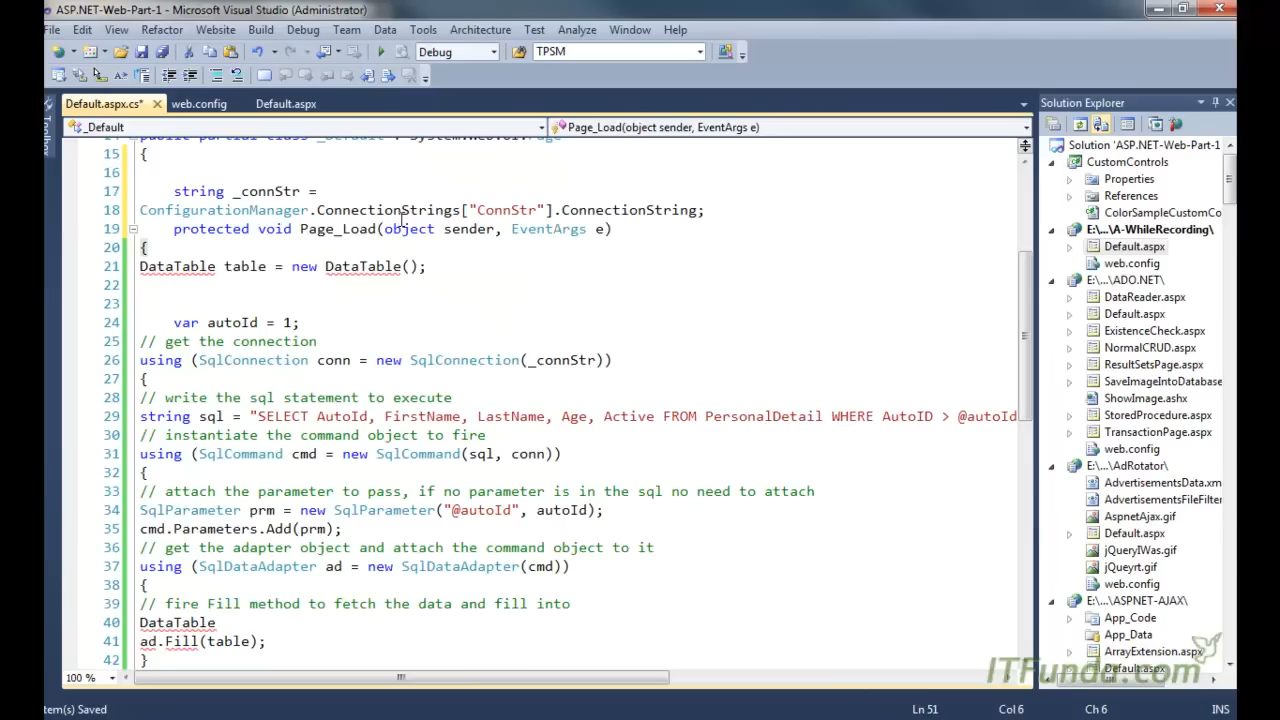 ASP.NET-Web-Part-1 - Microsoft Visual Studio (Administrator)
File Edit View Refactor Website Build Debug Team Data Tools Architecture Test Analyze Window Help
Debug TPSM
Default.aspx.cs* web.config Default.aspx
_Default Page_Load(object sender, EventArgs e)
15 {
16
17 string _connStr =
18 ConfigurationManager.ConnectionStrings["ConnStr"].ConnectionString;
19 protected void Page_Load(object sender, EventArgs e)
20 {
21 DataTable table = new DataTable();
22
23
24 var autoId = 1;
25 // get the connection
26 using (SqlConnection conn = new SqlConnection(_connStr))
27 {
28 // write the sql statement to execute
29 string sql = "SELECT AutoId, FirstName, LastName, Age, Active FROM PersonalDetail WHERE AutoID > @autoId
30 // instantiate the command object to fire
31 using (SqlCommand cmd = new SqlCommand(sql, conn))
32 {
33 // attach the parameter to pass, if no parameter is in the sql no need to attach
34 SqlParameter prm = new SqlParameter("@autoId", autoId);
35 cmd.Parameters.Add(prm);
36 // get the adapter object and attach the command object to it
37 using (SqlDataAdapter ad = new SqlDataAdapter(cmd))
38 {
39 // fire Fill method to fetch the data and fill into
40 DataTable
41 ad.Fill(table);
42 }
100 %
Solution Explorer
Solution 'ASP.NET-Web-Part-1
CustomControls
Properties
References
ColorSampleCustomCo
E:\...\A-WhileRecording\
Default.aspx
web.config
E:\...\ADO.NET\
DataReader.aspx
Default.aspx
ExistenceCheck.aspx
NormalCRUD.aspx
ResultSetsPage.aspx
SaveImageIntoDatabase
ShowImage.ashx
StoredProcedure.aspx
TransactionPage.aspx
web.config
E:\...\AdRotator\
AdvertisementsData.xm
AdvertisementsFileFilter
AspnetAjax.gif
Default.aspx
jQueryIWas.gif
jQueyrt.gif
web.config
E:\...\ASPNET-AJAX\
App_Code
App_Data
ArrayExtension.aspx
Default.aspx
ITFunda.com
Item(s) Saved Ln 51 Col 6 Ch 6 INS